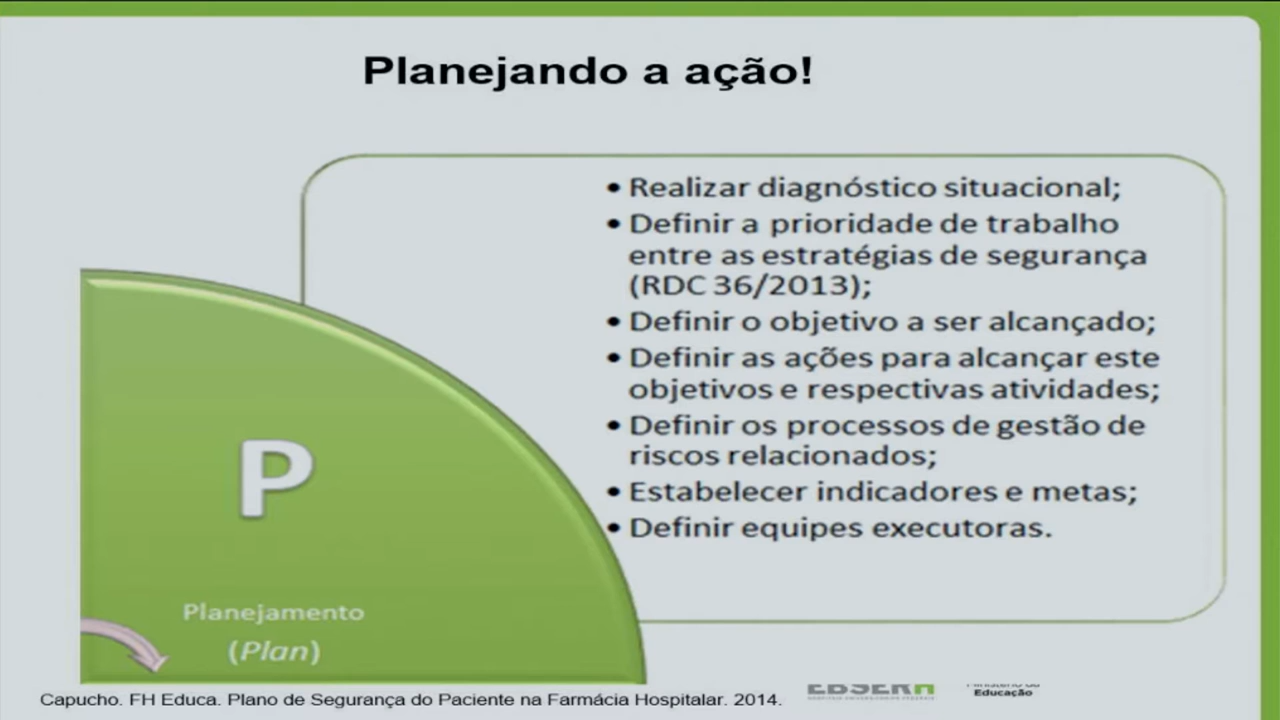 Planejando a ação!
• Realizar diagnóstico situacional;
• Definir a prioridade de trabalho
entre as estratégias de segurança
(RDC 36/2013);
• Definir o objetivo a ser alcançado;
• Definir as ações para alcançar este
objetivos e respectivas atividades;
• Definir os processos de gestão de
riscos relacionados;
• Estabelecer indicadores e metas;
• Definir equipes executoras.
P
Planejamento
(Plan)
Capucho. FH Educa. Plano de Segurança do Paciente na Farmácia Hospitalar. 2014.
EBSERH
Ministério da
Educação